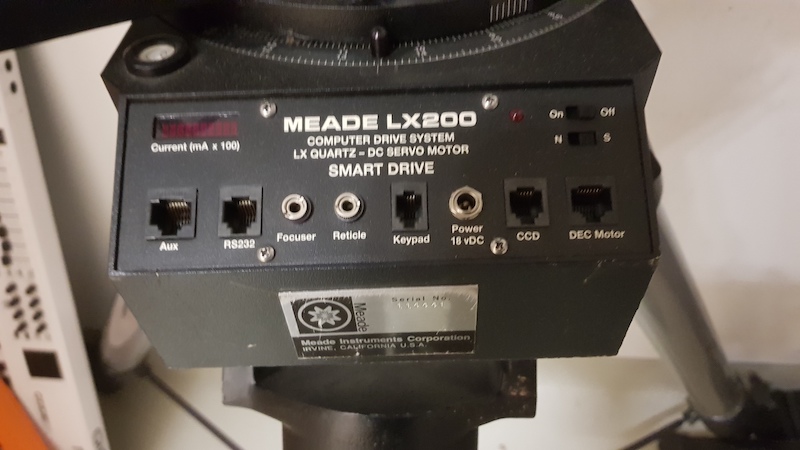 MEADE LX200
COMPUTER DRIVE SYSTEM
LX QUARTZ – DC SERVO MOTOR
SMART DRIVE
Current (mA x 100)
On
Off
N
S
Aux
RS232
Focuser
Reticle
Keypad
Power
18 vDC
CCD
DEC Motor
Meade
Serial No
Meade Instruments Corporation
IRVINE, CALIFORNIA U.S.A.